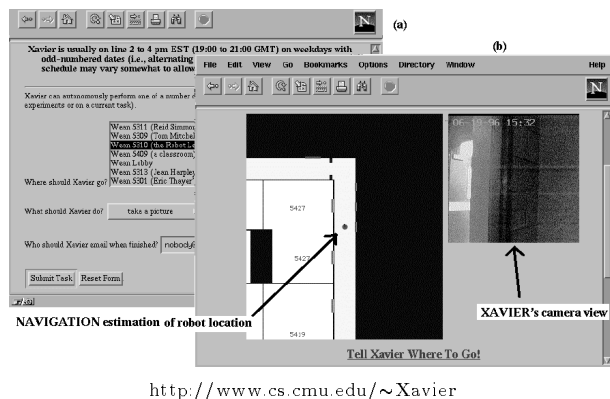 N
(a)
(b)
Xavier is usually on line 2 to 4 pm EST (19:00 to 21:00 GMT) on weekdays with
odd-numbered dates (i.e., alternating
schedule may vary somewhat to allow
Xavier can autonomously perform one of a number
experiments or on a current task).
Wean 5311 (Reid Simmon
Wean 5309 (Tom Mitchel
Wean 5310 (the Robot La
Wean 5409 (a classroom)
Wean Lobby
Wean 5313 (Jean Harpley
Where should Xavier go? Wean 5301 (Eric Thayer
What should Xavier do? take a picture
Who should Xavier email when finished? nobody@
Submit Task Reset Form
File Edit View Go Bookmarks Options Directory Window Help
N
06-19-96 15:32
5427
5427
5419
NAVIGATION estimation of robot location
XAVIER's camera view
Tell Xavier Where To Go!
http://www.cs.cmu.edu/~Xavier